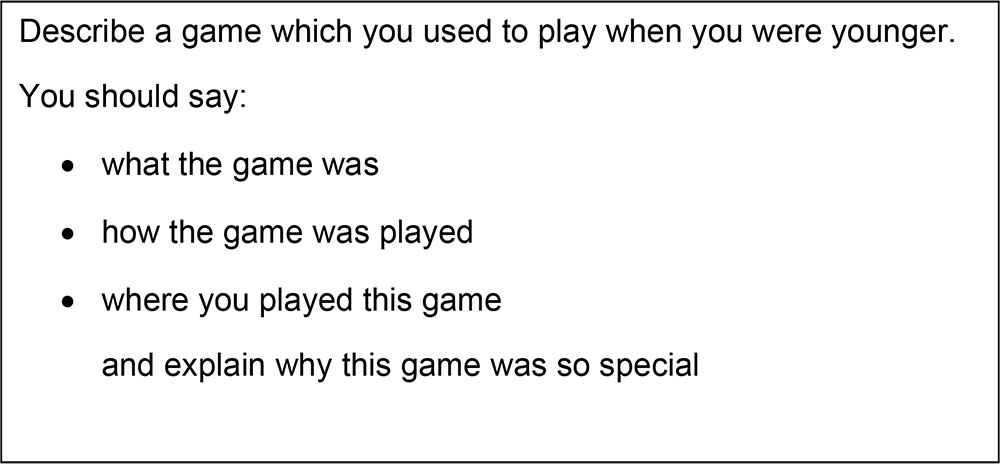 Describe a game which you used to play when you were younger.
You should say:
• what the game was
• how the game was played
• where you played this game
and explain why this game was so special